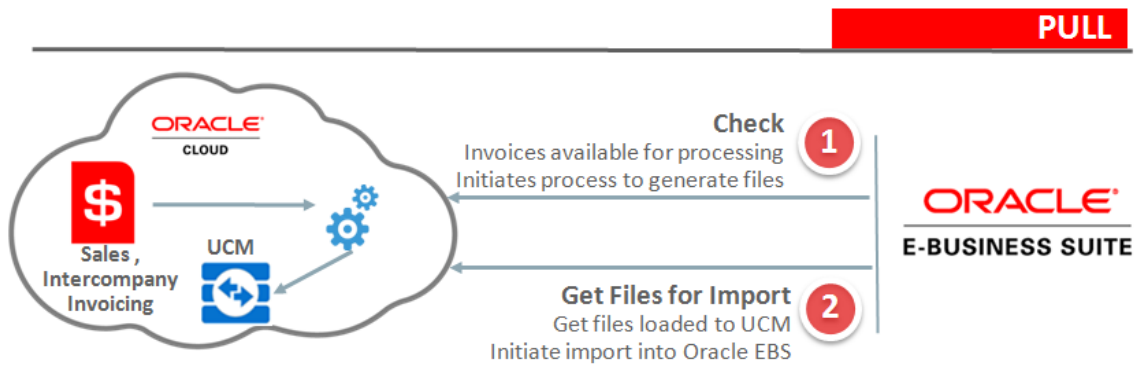 PULL
ORACLE
CLOUD
$
Sales ,
Intercompany
Invoicing
UCM
Check
Invoices available for processing
Initiates process to generate files
1
Get Files for Import
Get files loaded to UCM
Initiate import into Oracle EBS
2
ORACLE
E-BUSINESS SUITE